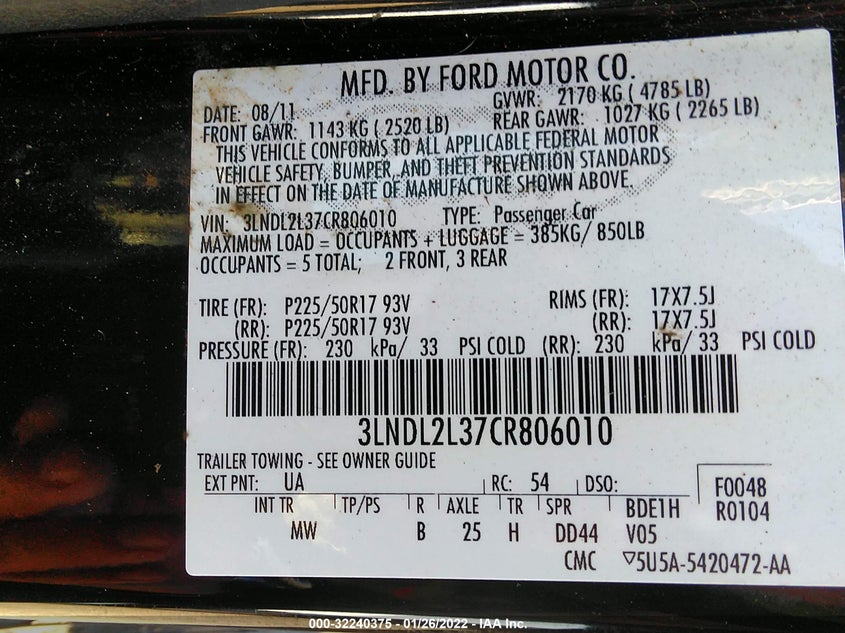 MFD. BY FORD MOTOR CO.
DATE: 08/11 GVWR: 2170 KG ( 4785 LB)
FRONT GAWR: 1143 KG ( 2520 LB) REAR GAWR: 1027 KG ( 2265 LB)
THIS VEHICLE CONFORMS TO ALL APPLICABLE FEDERAL MOTOR
VEHICLE SAFETY, BUMPER, AND THEFT PREVENTION STANDARDS
IN EFFECT ON THE DATE OF MANUFACTURE SHOWN ABOVE.
VIN: 3LNDL2L37CR806010 TYPE: Passenger Car
MAXIMUM LOAD = OCCUPANTS + LUGGAGE = 385KG/ 850LB
OCCUPANTS = 5 TOTAL; 2 FRONT, 3 REAR
TIRE (FR): P225/50R17 93V RIMS (FR): 17X7.5J
(RR): P225/50R17 93V (RR): 17X7.5J
PRESSURE (FR): 230 kPa/ 33 PSI COLD (RR): 230 kPa/ 33 PSI COLD
3LNDL2L37CR806010
TRAILER TOWING - SEE OWNER GUIDE
EXT PNT: UA RC: 54 DSO: F0048
INT TR TP/PS R AXLE TR SPR BDE1H R0104
MW B 25 H DD44 V05
CMC ▽5U5A-5420472-AA
000-32240375 - 01/26/2022 - IAA Inc.